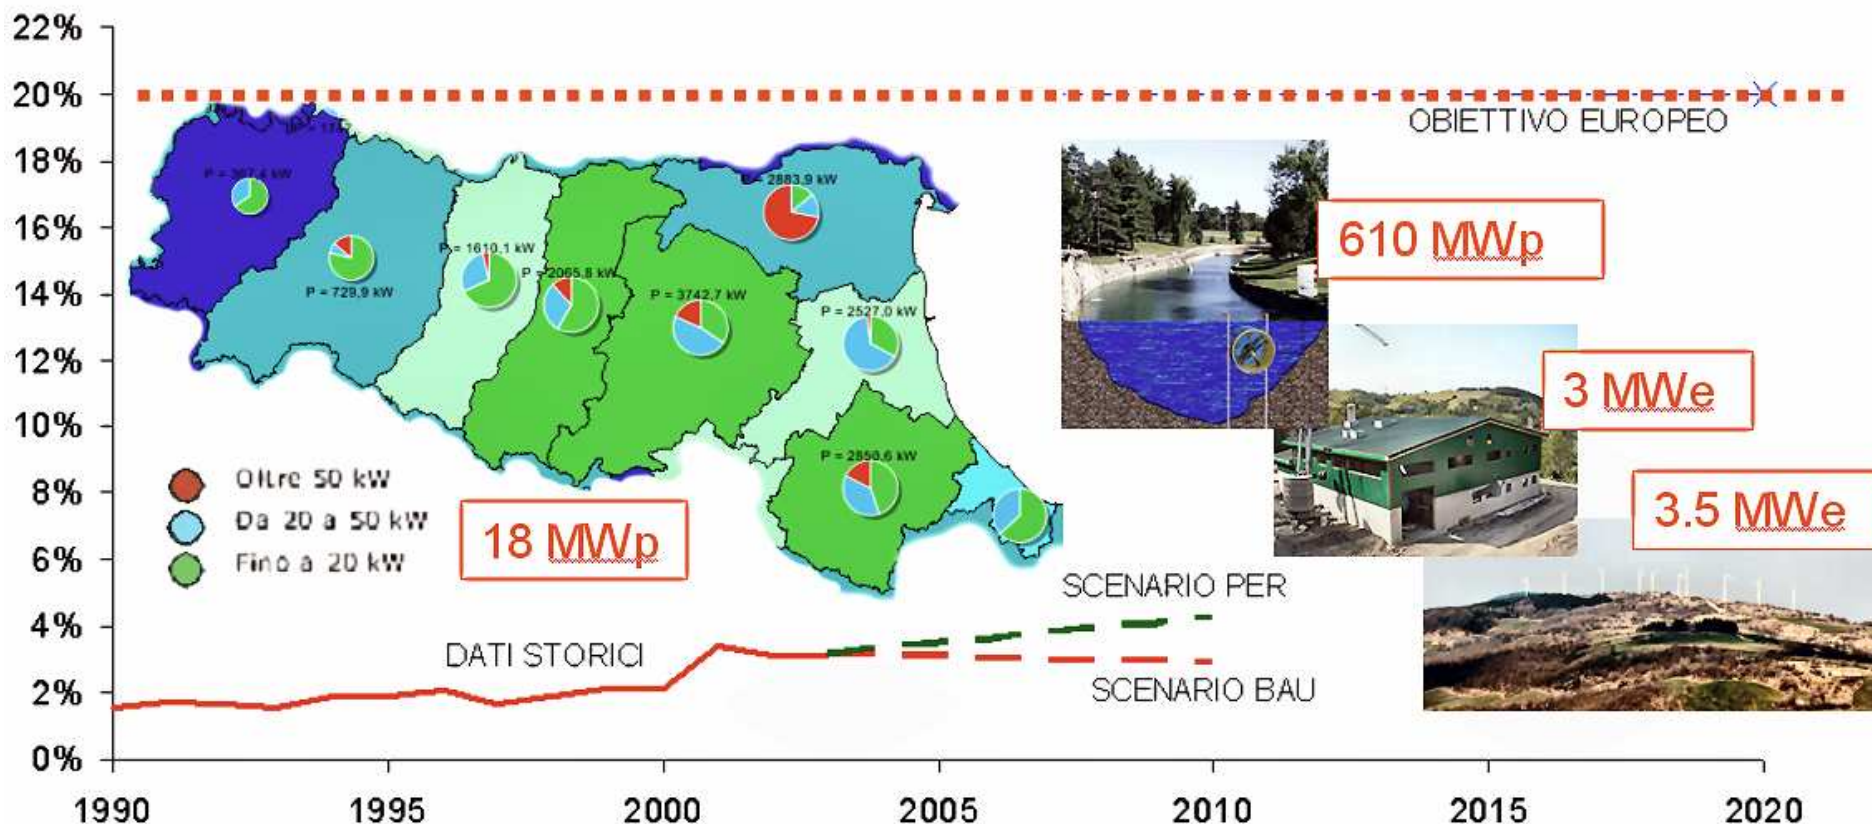 22%
20%
OBIETTIVO EUROPEO
18%
P = 2883,9 kW
610 MWp
16%
P = 1610,1 kW
P = 2065,8 kW
P = 729,9 kW
P = 3742,7 kW
14%
P = 2527,0 kW
12%
3 MWe
10%
P = 2850,6 kW
Oltre 50 kW
8%
Da 20 a 50 kW
18 MWp
3.5 MWe
Fino a 20 kW
6%
SCENARIO PER
4%
DATI STORICI
2%
SCENARIO BAU
0%
1990 1995 2000 2005 2010 2015 2020